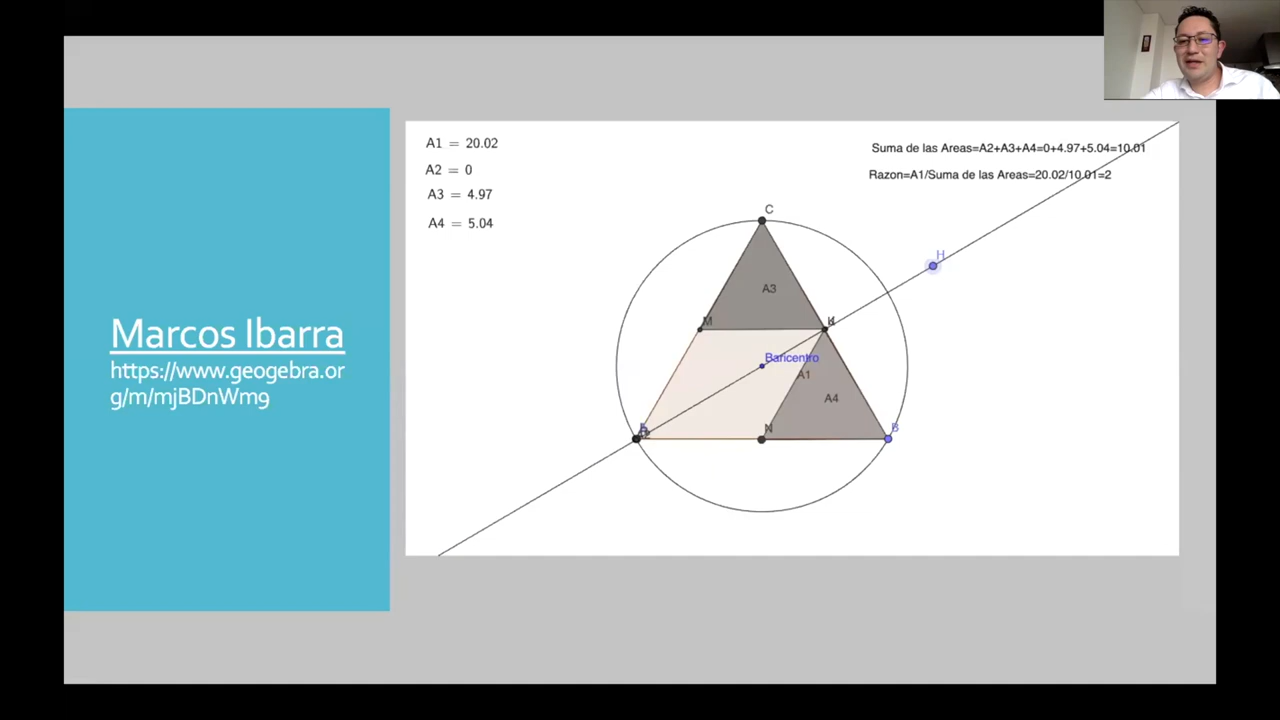 Marcos Ibarra
https://www.geogebra.or
g/m/mjBDnWm9
A1 = 20.02
A2 = 0
A3 = 4.97
A4 = 5.04
Suma de las Areas=A2+A3+A4=0+4.97+5.04=10.01
Razon=A1/Suma de las Areas=20.02/10.01=2
C
H
A3
M
Baricentro
A1
A4
N
B